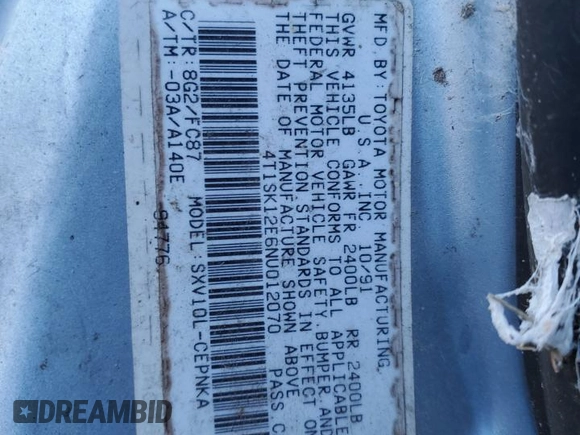 MFD.BY:TOYOTA MOTOR MANUFACTURING.
U.S.A.,INC. 10/91
GVWR 4135LB GAWR FR 2400LB RR 2400LB
THIS VEHICLE CONFORMS TO ALL APPLICABLE
FEDERAL MOTOR VEHICLE SAFETY,BUMPER AND
THEFT PREVENTION STANDARDS IN EFFECT ON
THE DATE OF MANUFACTURE SHOWN ABOVE
4T1SK12E6NU012070 PASS C
C/TR:8G2/FC87 MODEL:SXV10L-CEPNKA
A/TM:-03A/A140E 94776
DREAMBID